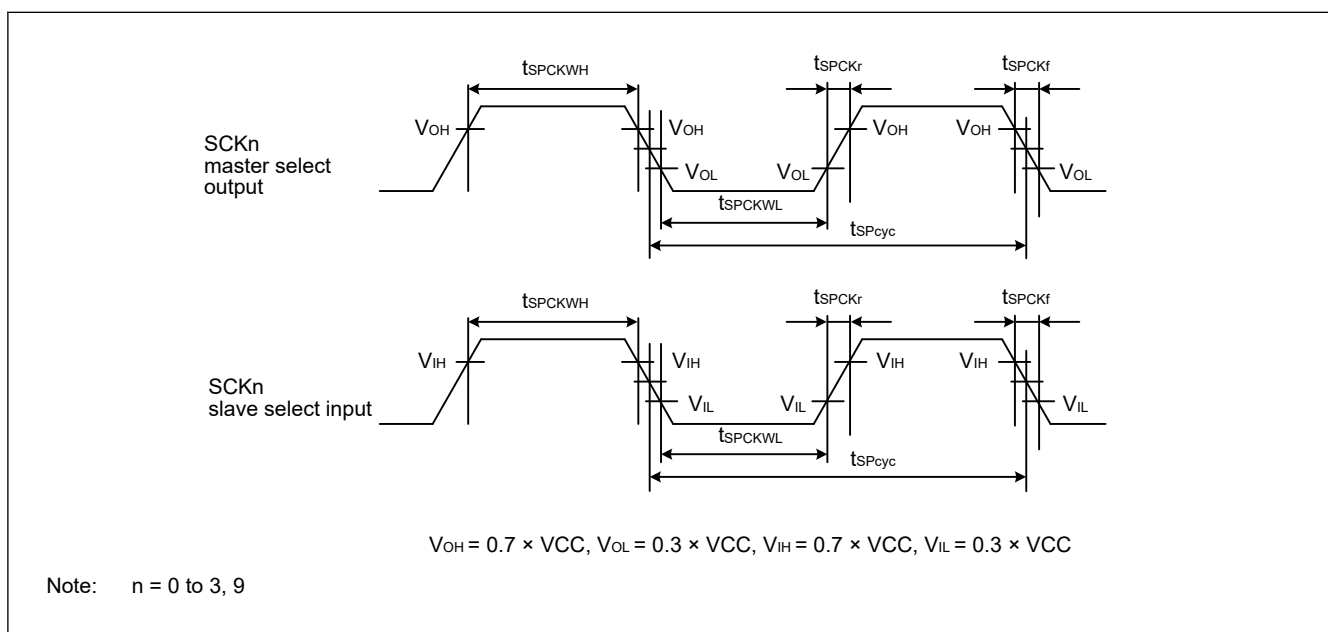 tSPCKWH tSPCKr tSPCKf
VOH VOH VOH VOH
SCKn
master select
output
VOL VOL VOL
tSPCKWL
tSPcyc
tSPCKWH tSPCKr tSPCKf
VIH VIH VIH VIH
SCKn
slave select input
VIL VIL VIL
tSPCKWL
tSPcyc
VOH = 0.7 × VCC, VOL = 0.3 × VCC, VIH = 0.7 × VCC, VIL = 0.3 × VCC
Note: n = 0 to 3, 9